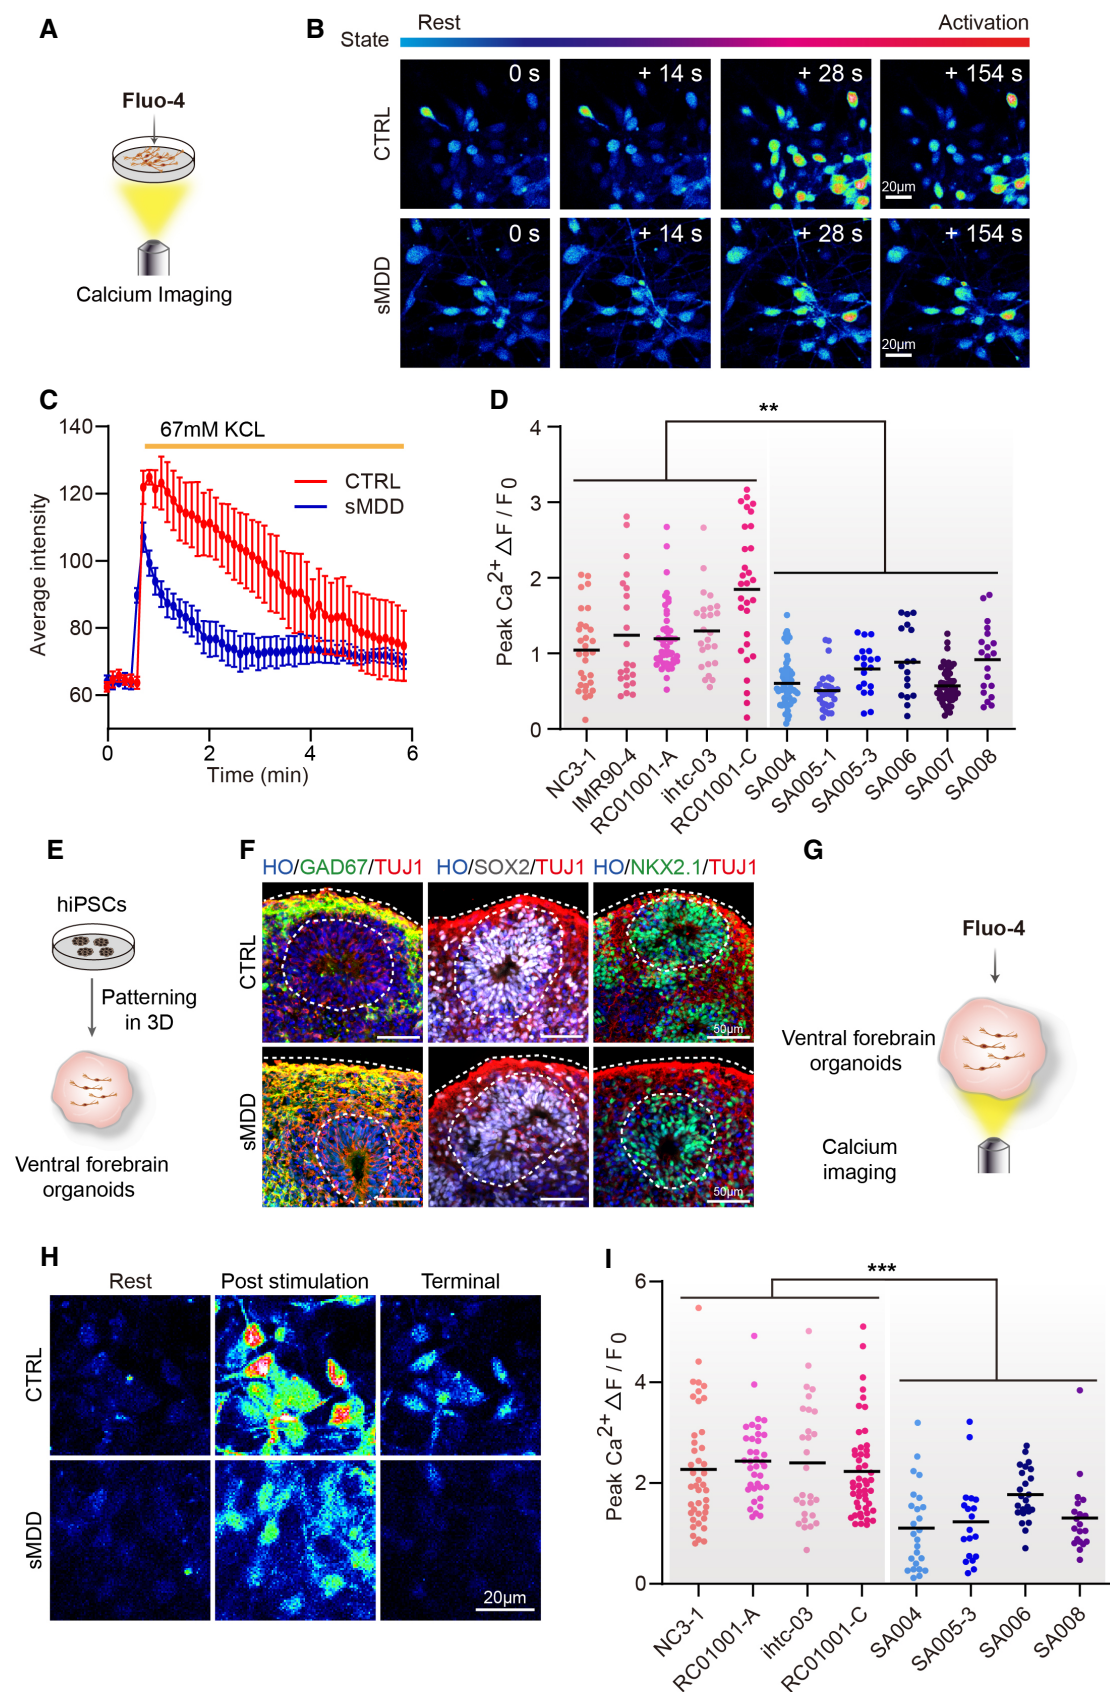 A
Fluo-4
Calcium Imaging
B
Rest
Activation
State
CTRL
0 s
+ 14 s
+ 28 s
+ 154 s
20µm
sMDD
0 s
+ 14 s
+ 28 s
+ 154 s
20µm
C
67mM KCL
CTRL
sMDD
Average intensity
140
120
100
80
60
0
2
4
6
Time (min)
D
**
Peak Ca2+ △F / F0
4
3
2
1
0
NC3-1
IMR90-4
RC01001-A
ihtc-03
RC01001-C
SA004
SA005-1
SA005-3
SA006
SA007
SA008
E
hiPSCs
Patterning
in 3D
Ventral forebrain
organoids
F
HO/GAD67/TUJ1
HO/SOX2/TUJ1
HO/NKX2.1/TUJ1
CTRL
50µm
sMDD
50µm
G
Fluo-4
Ventral forebrain
organoids
Calcium
imaging
H
Rest
Post stimulation
Terminal
CTRL
sMDD
20µm
I
***
Peak Ca2+ △F / F0
6
4
2
0
NC3-1
RC01001-A
ihtc-03
RC01001-C
SA004
SA005-3
SA006
SA008